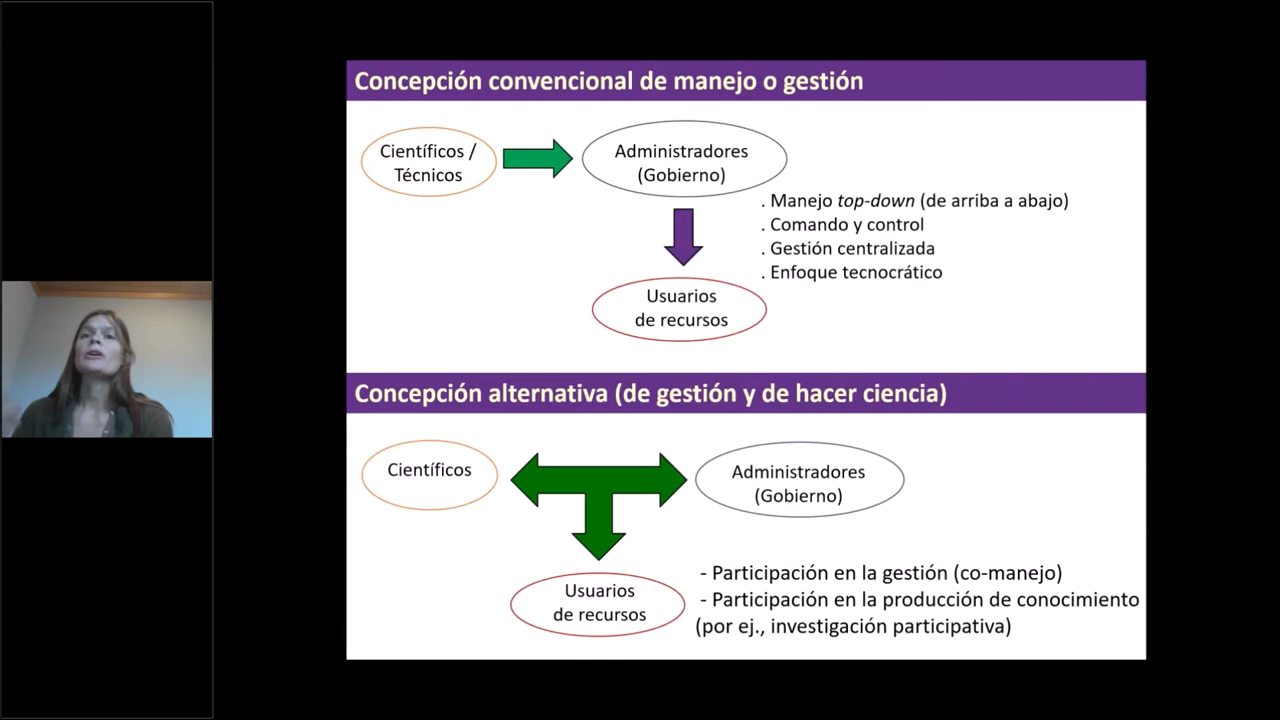 Concepción convencional de manejo o gestión
Científicos /
Técnicos
Administradores
(Gobierno)
. Manejo top-down (de arriba a abajo)
. Comando y control
. Gestión centralizada
. Enfoque tecnocrático
Usuarios
de recursos
Concepción alternativa (de gestión y de hacer ciencia)
Científicos
Administradores
(Gobierno)
Usuarios
de recursos
- Participación en la gestión (co-manejo)
- Participación en la producción de conocimiento
(por ej., investigación participativa)